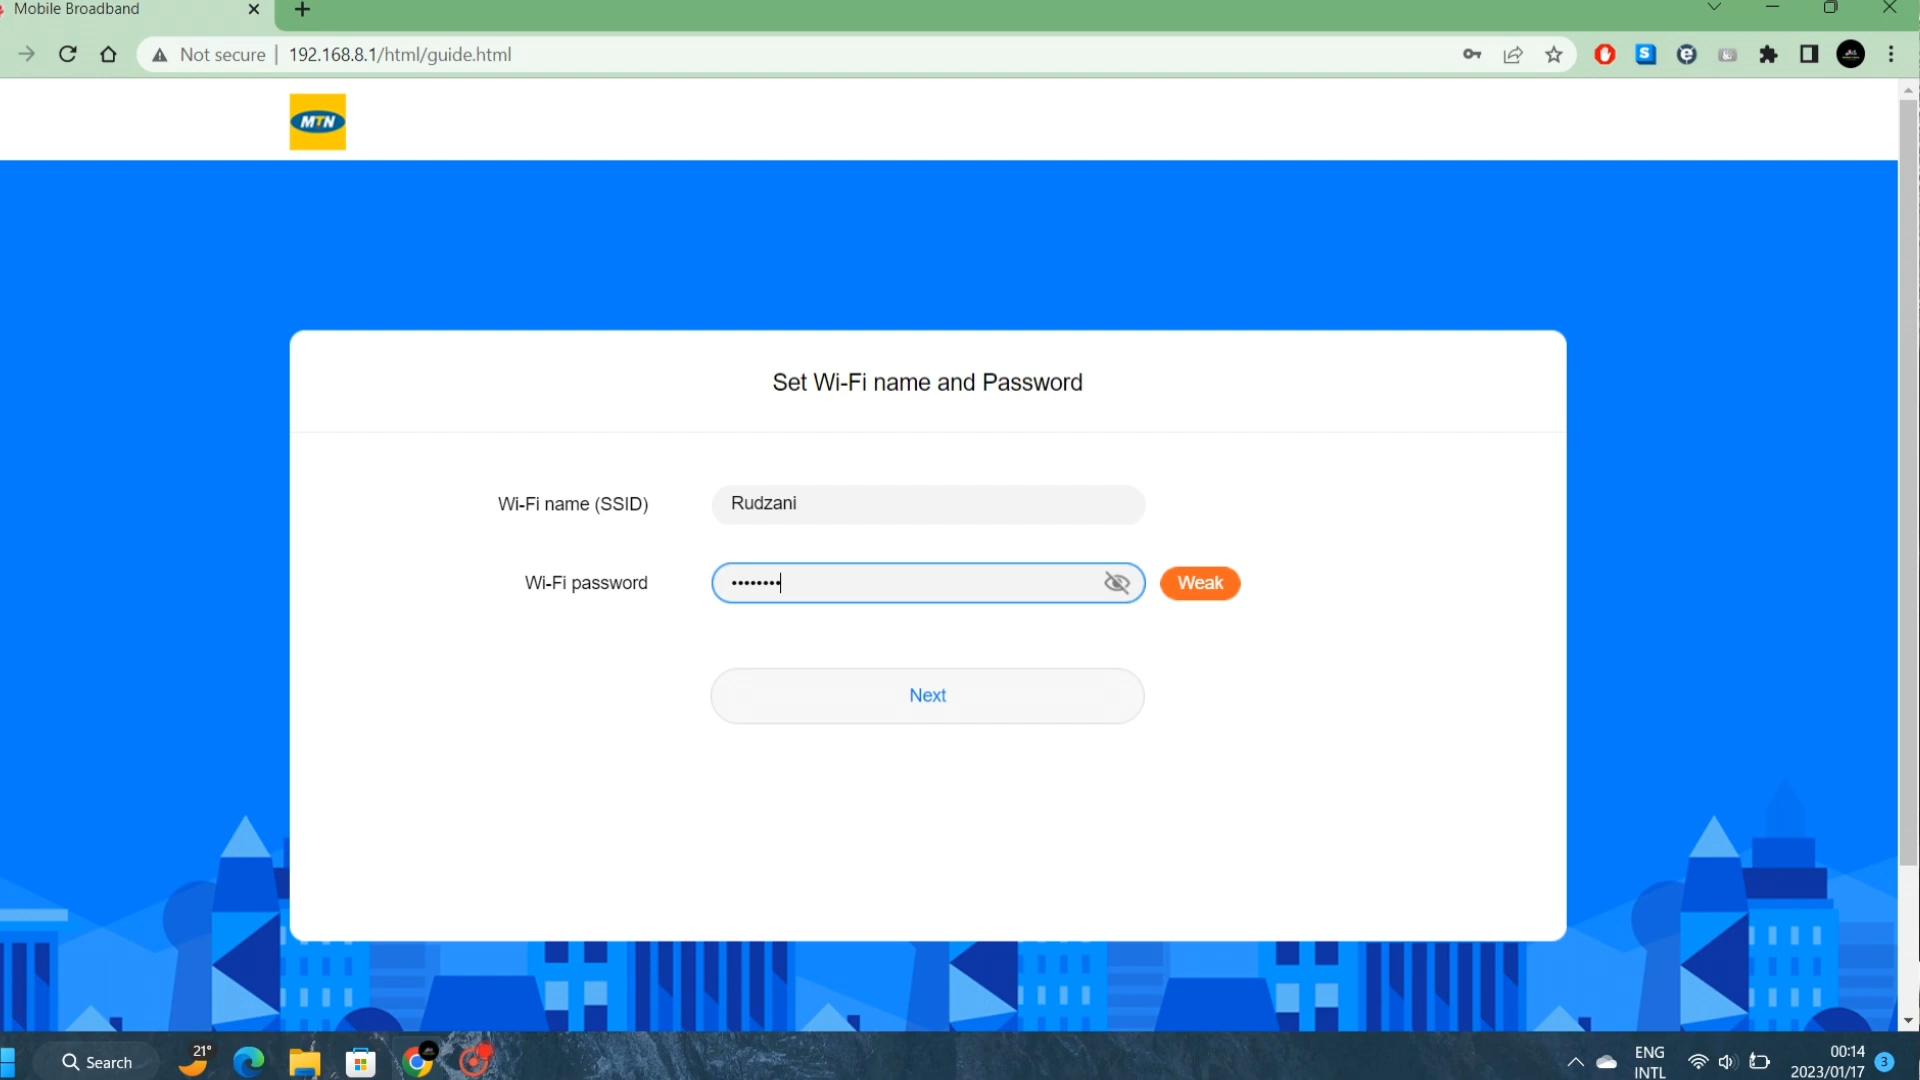 Mobile Broadband
Not secure
192.168.8.1/html/guide.html
MTN
Set Wi-Fi name and Password
Wi-Fi name (SSID)
Rudzani
Wi-Fi password
••••••••
Weak
Next
Search
21°
ENG
INTL
00:14
2023/01/17
3